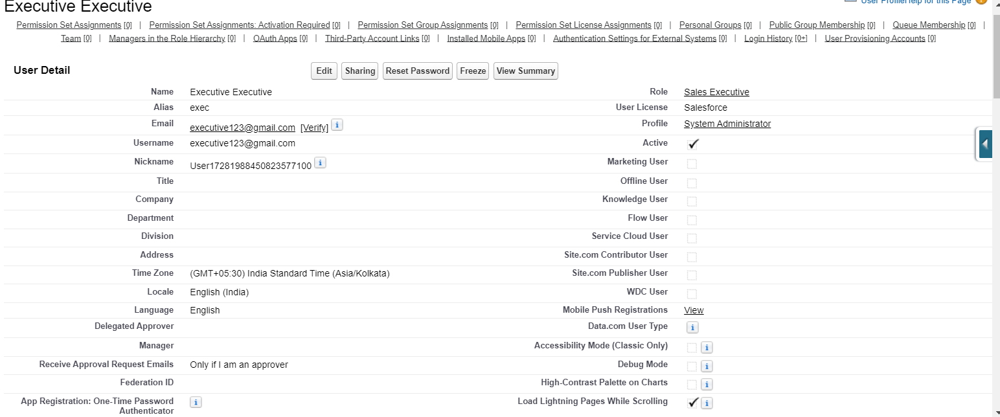 Executive Executive
User Profile Help for this Page
Permission Set Assignments [0] | Permission Set Assignments: Activation Required [0] | Permission Set Group Assignments [0] | Permission Set License Assignments [0] | Personal Groups [0] | Public Group Membership [0] | Queue Membership [0] |
Team [0] | Managers in the Role Hierarchy [0] | OAuth Apps [0] | Third-Party Account Links [0] | Installed Mobile Apps [0] | Authentication Settings for External Systems [0] | Login History [0+] | User Provisioning Accounts [0]
User Detail Edit Sharing Reset Password Freeze View Summary
Name Executive Executive Role Sales Executive
Alias exec User License Salesforce
Email executive123@gmail.com [Verify] i Profile System Administrator
Username executive123@gmail.com Active
Nickname User17281988450823577100 i Marketing User
Title Offline User
Company Knowledge User
Department Flow User
Division Service Cloud User
Address Site.com Contributor User
Time Zone (GMT+05:30) India Standard Time (Asia/Kolkata) Site.com Publisher User
Locale English (India) WDC User
Language English Mobile Push Registrations View
Delegated Approver Data.com User Type i
Manager Accessibility Mode (Classic Only) i
Receive Approval Request Emails Only if I am an approver Debug Mode i
Federation ID High-Contrast Palette on Charts i
App Registration: One-Time Password i Load Lightning Pages While Scrolling i
Authenticator